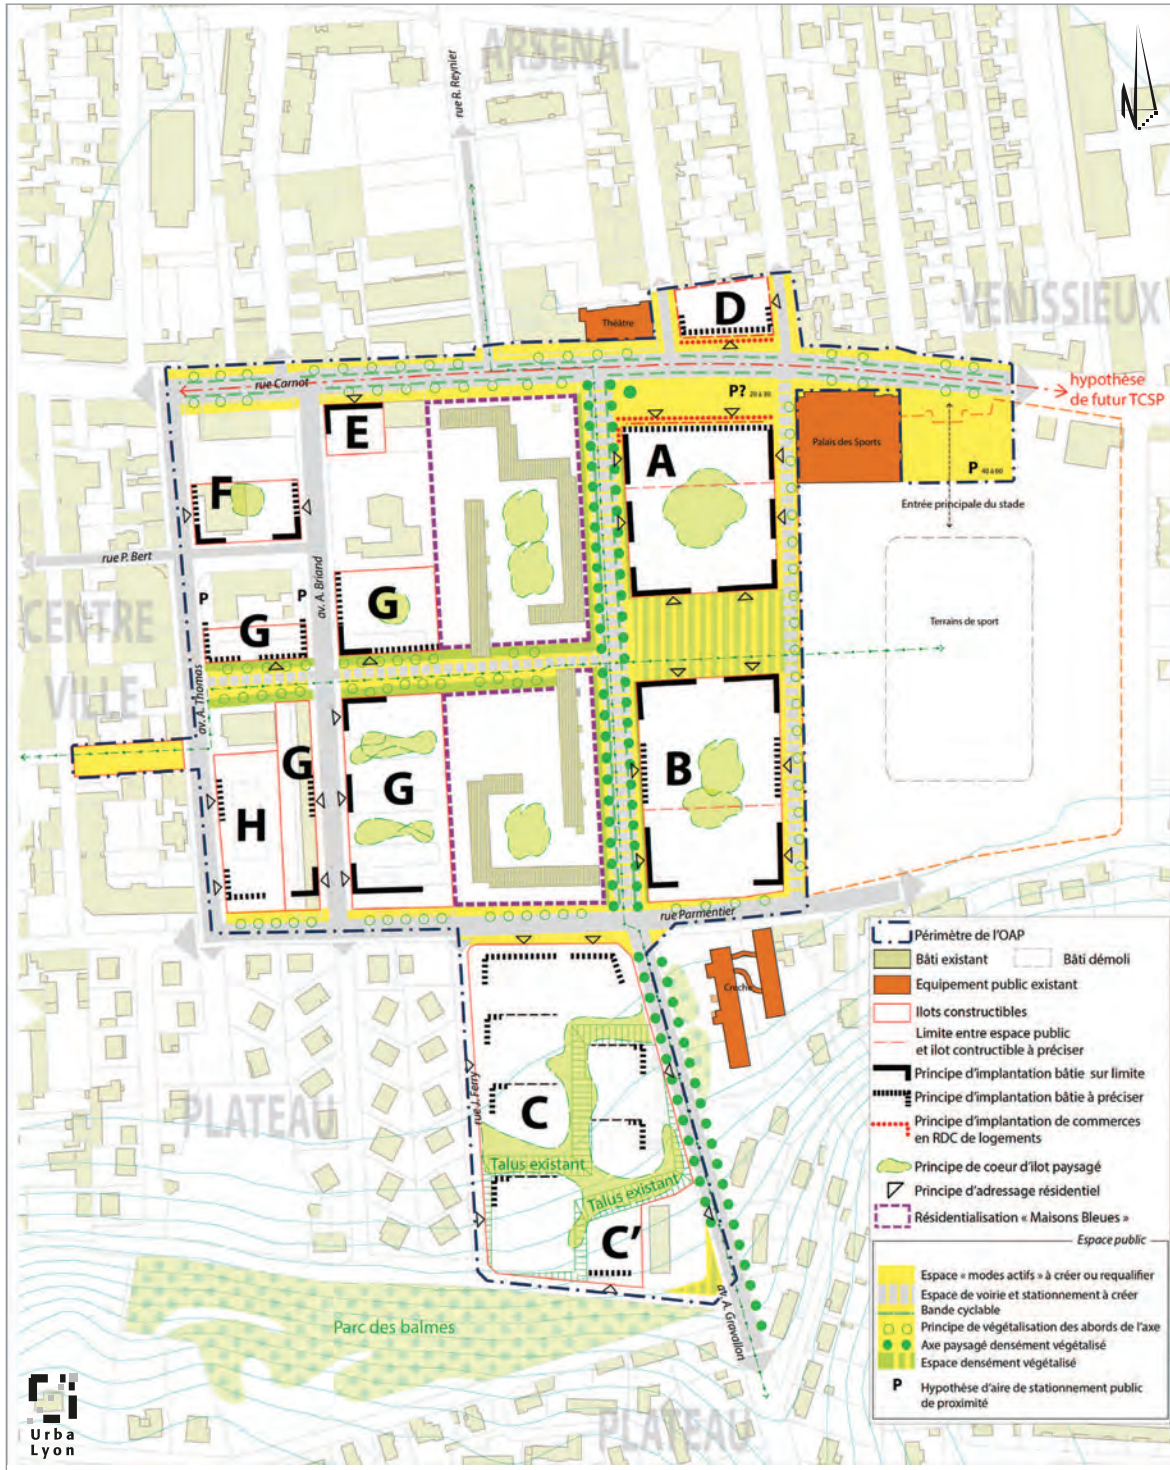 ARSENAL
rue R. Reynier
N
VENISSIEUX
D
Théâtre
rue Carnot
hypothèse
de futur TCSP
P? 20 à 30
E
A
Palais des Sports
P 40 à 60
F
Entrée principale du stade
rue P. Bert
av. A. Briand
P
P
G
G
CENTRE
VILLE
Terrains de sport
av. A. Thomas
G
G
B
H
rue Parmentier
Crèche
PLATEAU
rue J. Ferry
C
Talus existant
Talus existant
C'
av. A. Gravallon
Parc des balmes
PLATEAU
Urba
Lyon
Périmètre de l'OAP
Bâti existant
Bâti démoli
Equipement public existant
Ilots constructibles
Limite entre espace public
et ilot contructible à préciser
Principe d'implantation bâtie sur limite
Principe d'implantation bâtie à préciser
Principe d'implantation de commerces
en RDC de logements
Principe de coeur d'ilot paysagé
Principe d'adressage résidentiel
Résidentialisation « Maisons Bleues »
Espace public
Espace « modes actifs » à créer ou requalifier
Espace de voirie et stationnement à créer
Bande cyclable
Principe de végétalisation des abords de l'axe
Axe paysagé densément végétalisé
Espace densément végétalisé
P
Hypothèse d'aire de stationnement public
de proximité